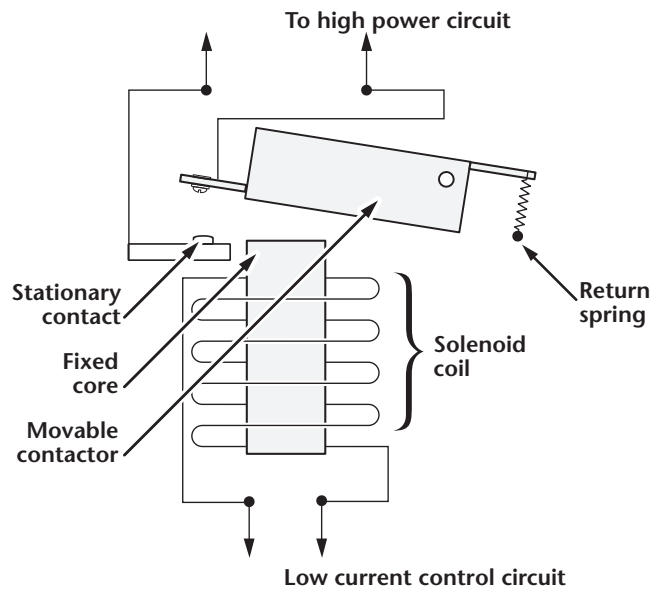 To high power circuit
Stationary
contact
Return
spring
Solenoid
coil
Fixed
core
Movable
contactor
Low current control circuit